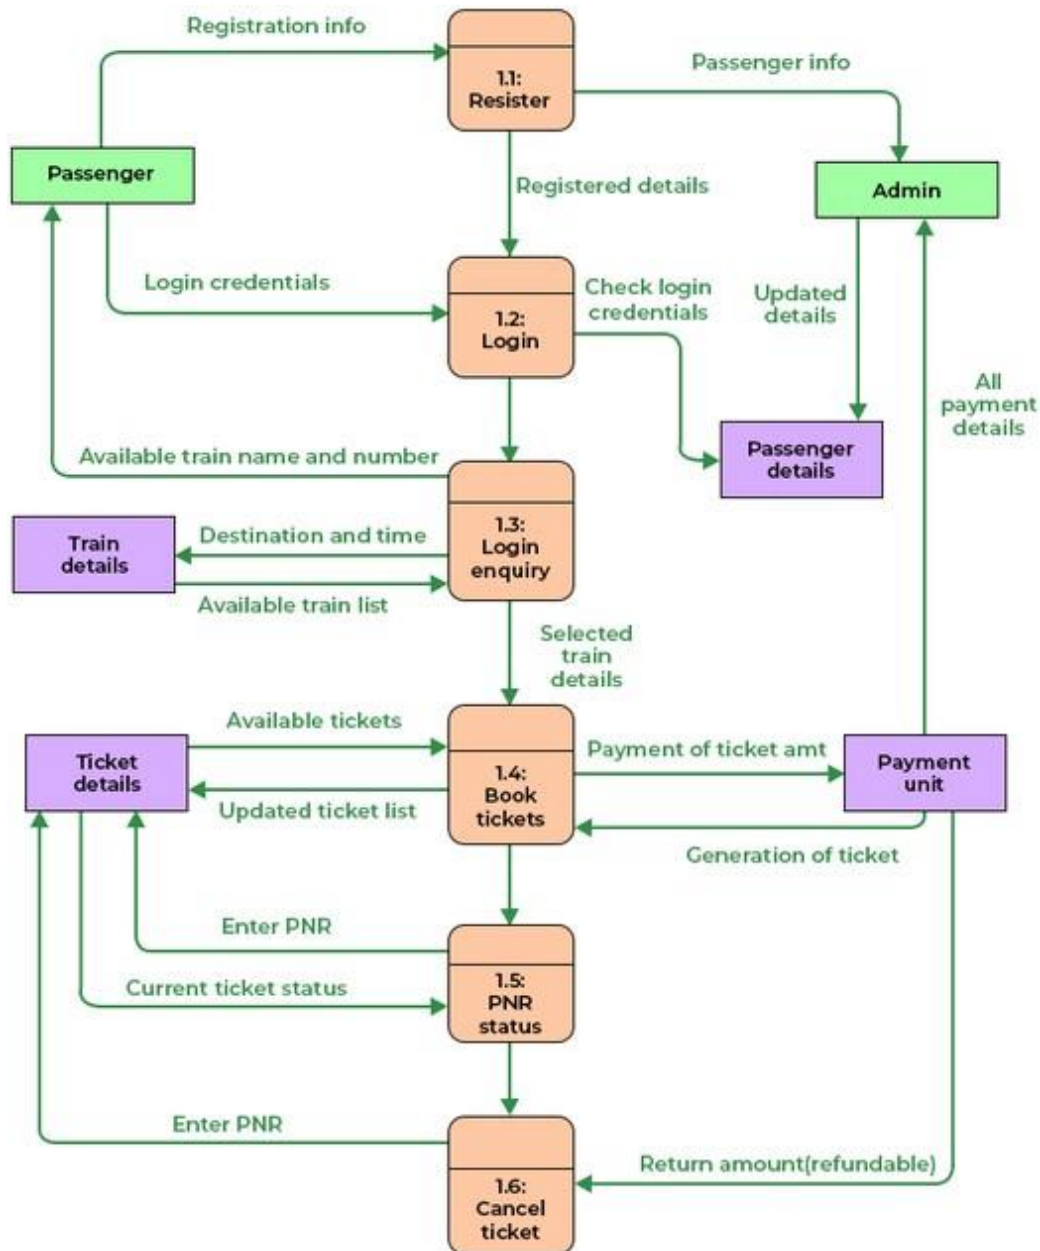 Registration info
1.1:
Resister
Passenger info
Passenger
Registered details
Admin
Login credentials
Check login
credentials
Updated
details
1.2:
Login
All
payment
details
Available train name and number
Passenger
details
1.3:
Login
enquiry
Train
details
Destination and time
Available train list
Selected
train
details
Available tickets
Ticket
details
Updated ticket list
1.4:
Book
tickets
Payment of ticket amt
Payment
unit
Generation of ticket
Enter PNR
Current ticket status
1.5:
PNR
status
Enter PNR
Return amount(refundable)
1.6:
Cancel
ticket